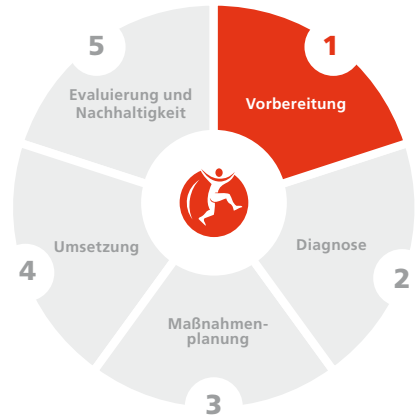 1
Vorbereitung
2
Diagnose
3
Maßnahmen-
planung
4
Umsetzung
5
Evaluierung und
Nachhaltigkeit